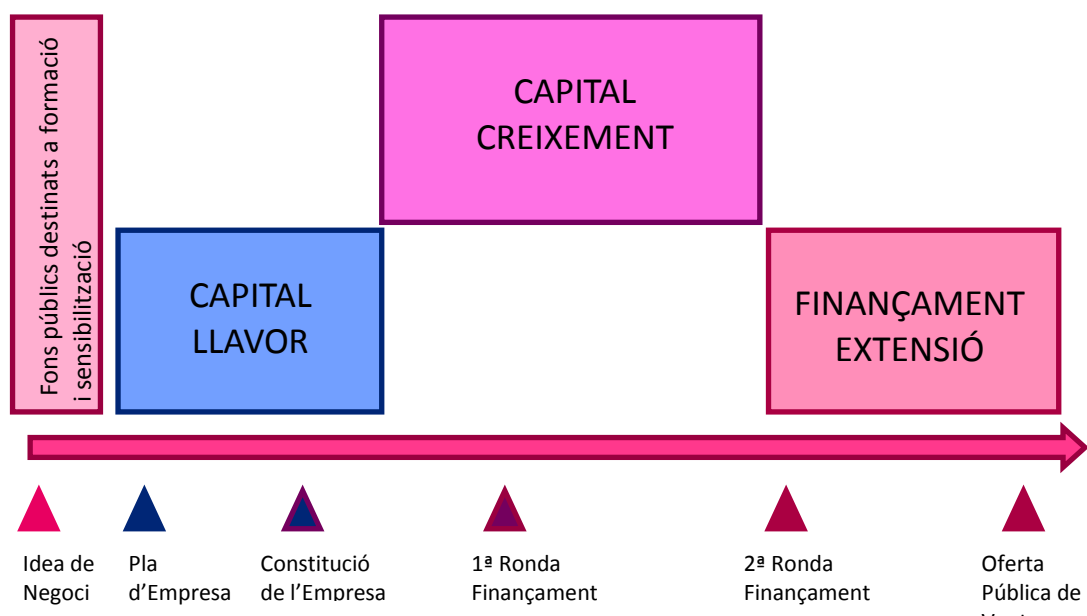 Fons públics destinats a formació
i sensibilització
CAPITAL
CREIXEMENT
CAPITAL
LLAVOR
FINANÇAMENT
EXTENSIÓ
Idea de
Negoci
Pla
d’Empresa
Constitució
de l’Empresa
1ª Ronda
Finançament
2ª Ronda
Finançament
Oferta
Pública de